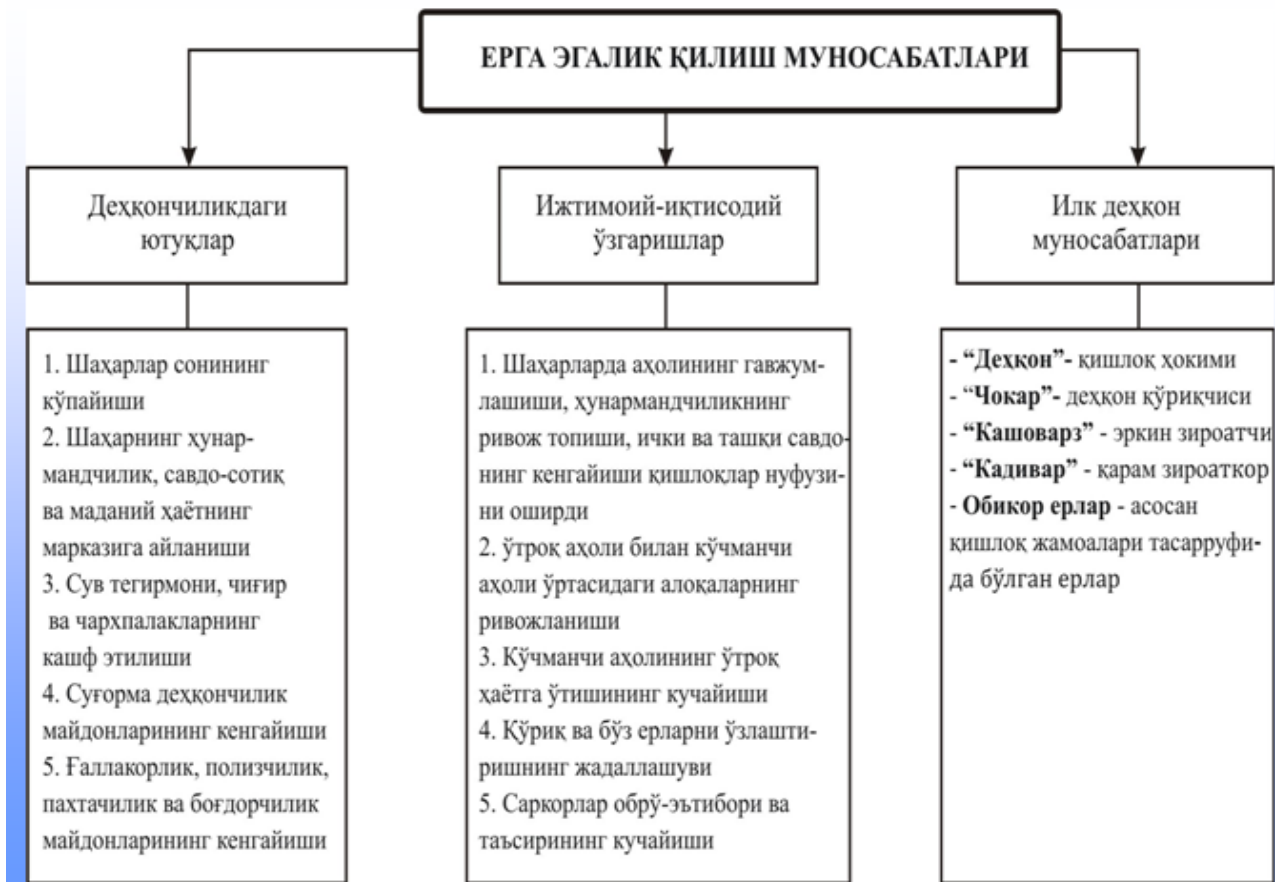 ЕРГА ЭГАЛИК ҚИЛИШ МУНОСАБАТЛАРИ
Деҳқончиликдаги
ютуқлар
1. Шаҳарлар сонининг
кўпайиши
2. Шаҳарнинг ҳунар-
мандчилик, савдо-сотиқ
ва маданий ҳаётнинг
марказига айланиши
3. Сув тегирмони, чиғир
ва чархпалакларнинг
кашф этилиши
4. Суғорма деҳқончилик
майдонларининг кенгайиши
5. Ғаллакорлик, полизчилик,
пахтачилик ва боғдорчилик
майдонларининг кенгайиши
Ижтимоий-иқтисодий
ўзгаришлар
1. Шаҳарларда аҳолининг гавжум-
лашиши, ҳунармандчиликнинг
ривож топиши, ички ва ташқи савдо-
нинг кенгайиши қишлоқлар нуфузи-
ни оширди
2. ўтроқ аҳоли билан кўчманчи
аҳоли ўртасидаги алоқаларнинг
ривожланиши
3. Кўчманчи аҳолининг ўтроқ
ҳаётга ўтишининг кучайиши
4. Қўриқ ва бўз ерларни ўзлашти-
ришнинг жадаллашуви
5. Саркорлар обрў-эътибори ва
таъсирининг кучайиши
Илк деҳқон
муносабатлари
- “Деҳқон”- қишлоқ ҳокими
- “Чокар”- деҳқон қўриқчиси
- “Кашоварз” - эркин зироатчи
- “Кадивар” - қарам зироаткор
- Обикор ерлар - асосан
қишлоқ жамоалари тасарруфи-
да бўлган ерлар